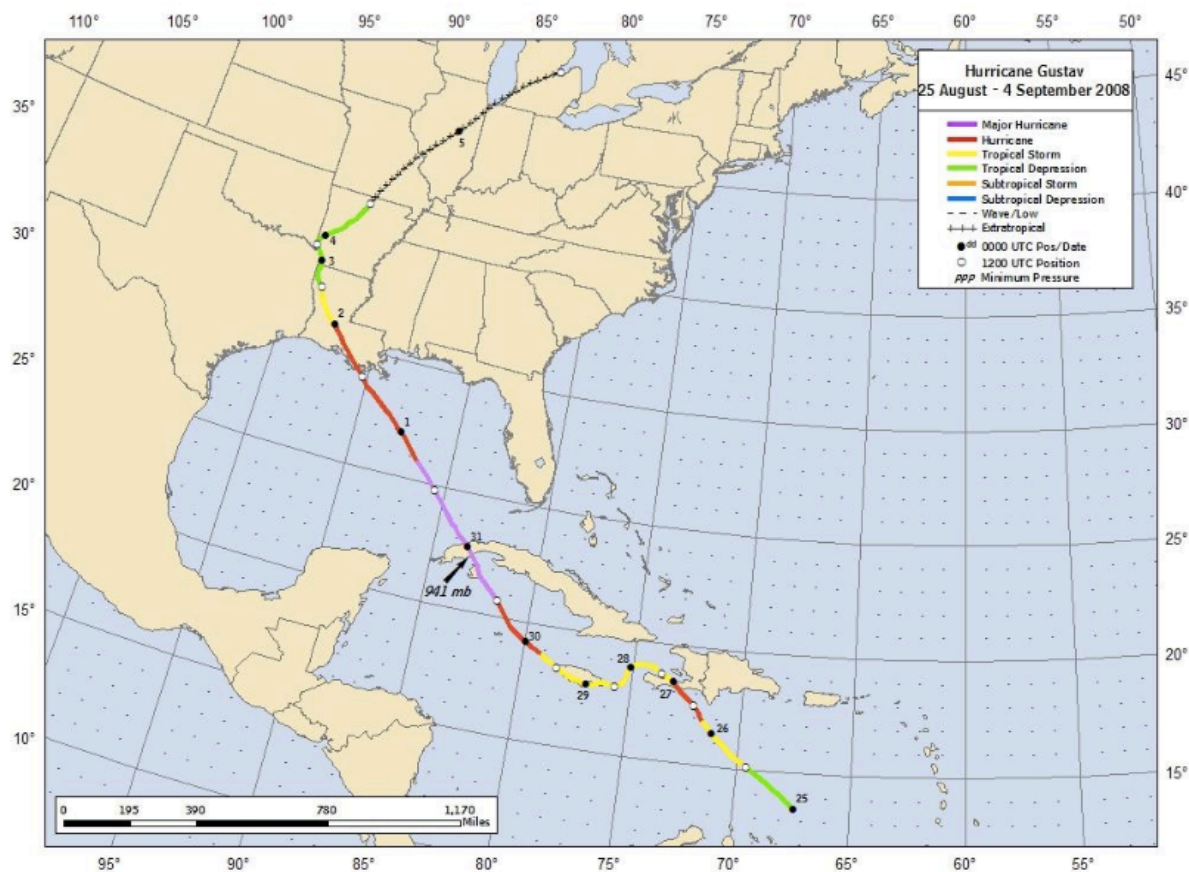 110° 105° 100° 95° 90° 85° 80° 75° 70° 65° 60° 55° 50°
Hurricane Gustav
25 August - 4 September 2008
Major Hurricane
Hurricane
Tropical Storm
Tropical Depression
Subtropical Storm
Subtropical Depression
Wave/Low
Extratropical
dd 0000 UTC Pos/Date
1200 UTC Position
ppp Minimum Pressure
45°
35°
40°
30°
35°
25°
30°
20°
25°
15°
20°
10°
15°
5
4
3
2
1
31
941 mb
30
29
28
27
26
25
0 195 390 780 1,170
Miles
95° 90° 85° 80° 75° 70° 65° 60° 55°